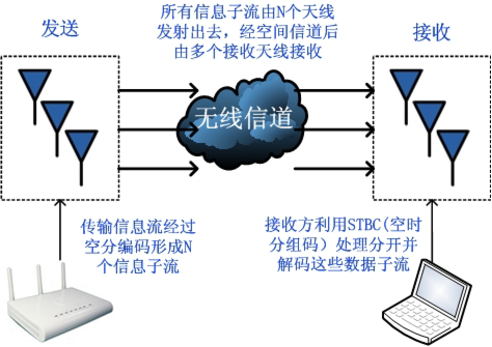 所有信息子流由N个天线
发射出去，经空间信道后
由多个接收天线接收
发送
接收
无线信道
传输信息流经过
空分编码形成N
个信息子流
接收方利用STBC(空时
分组码）处理分开并
解码这些数据子流